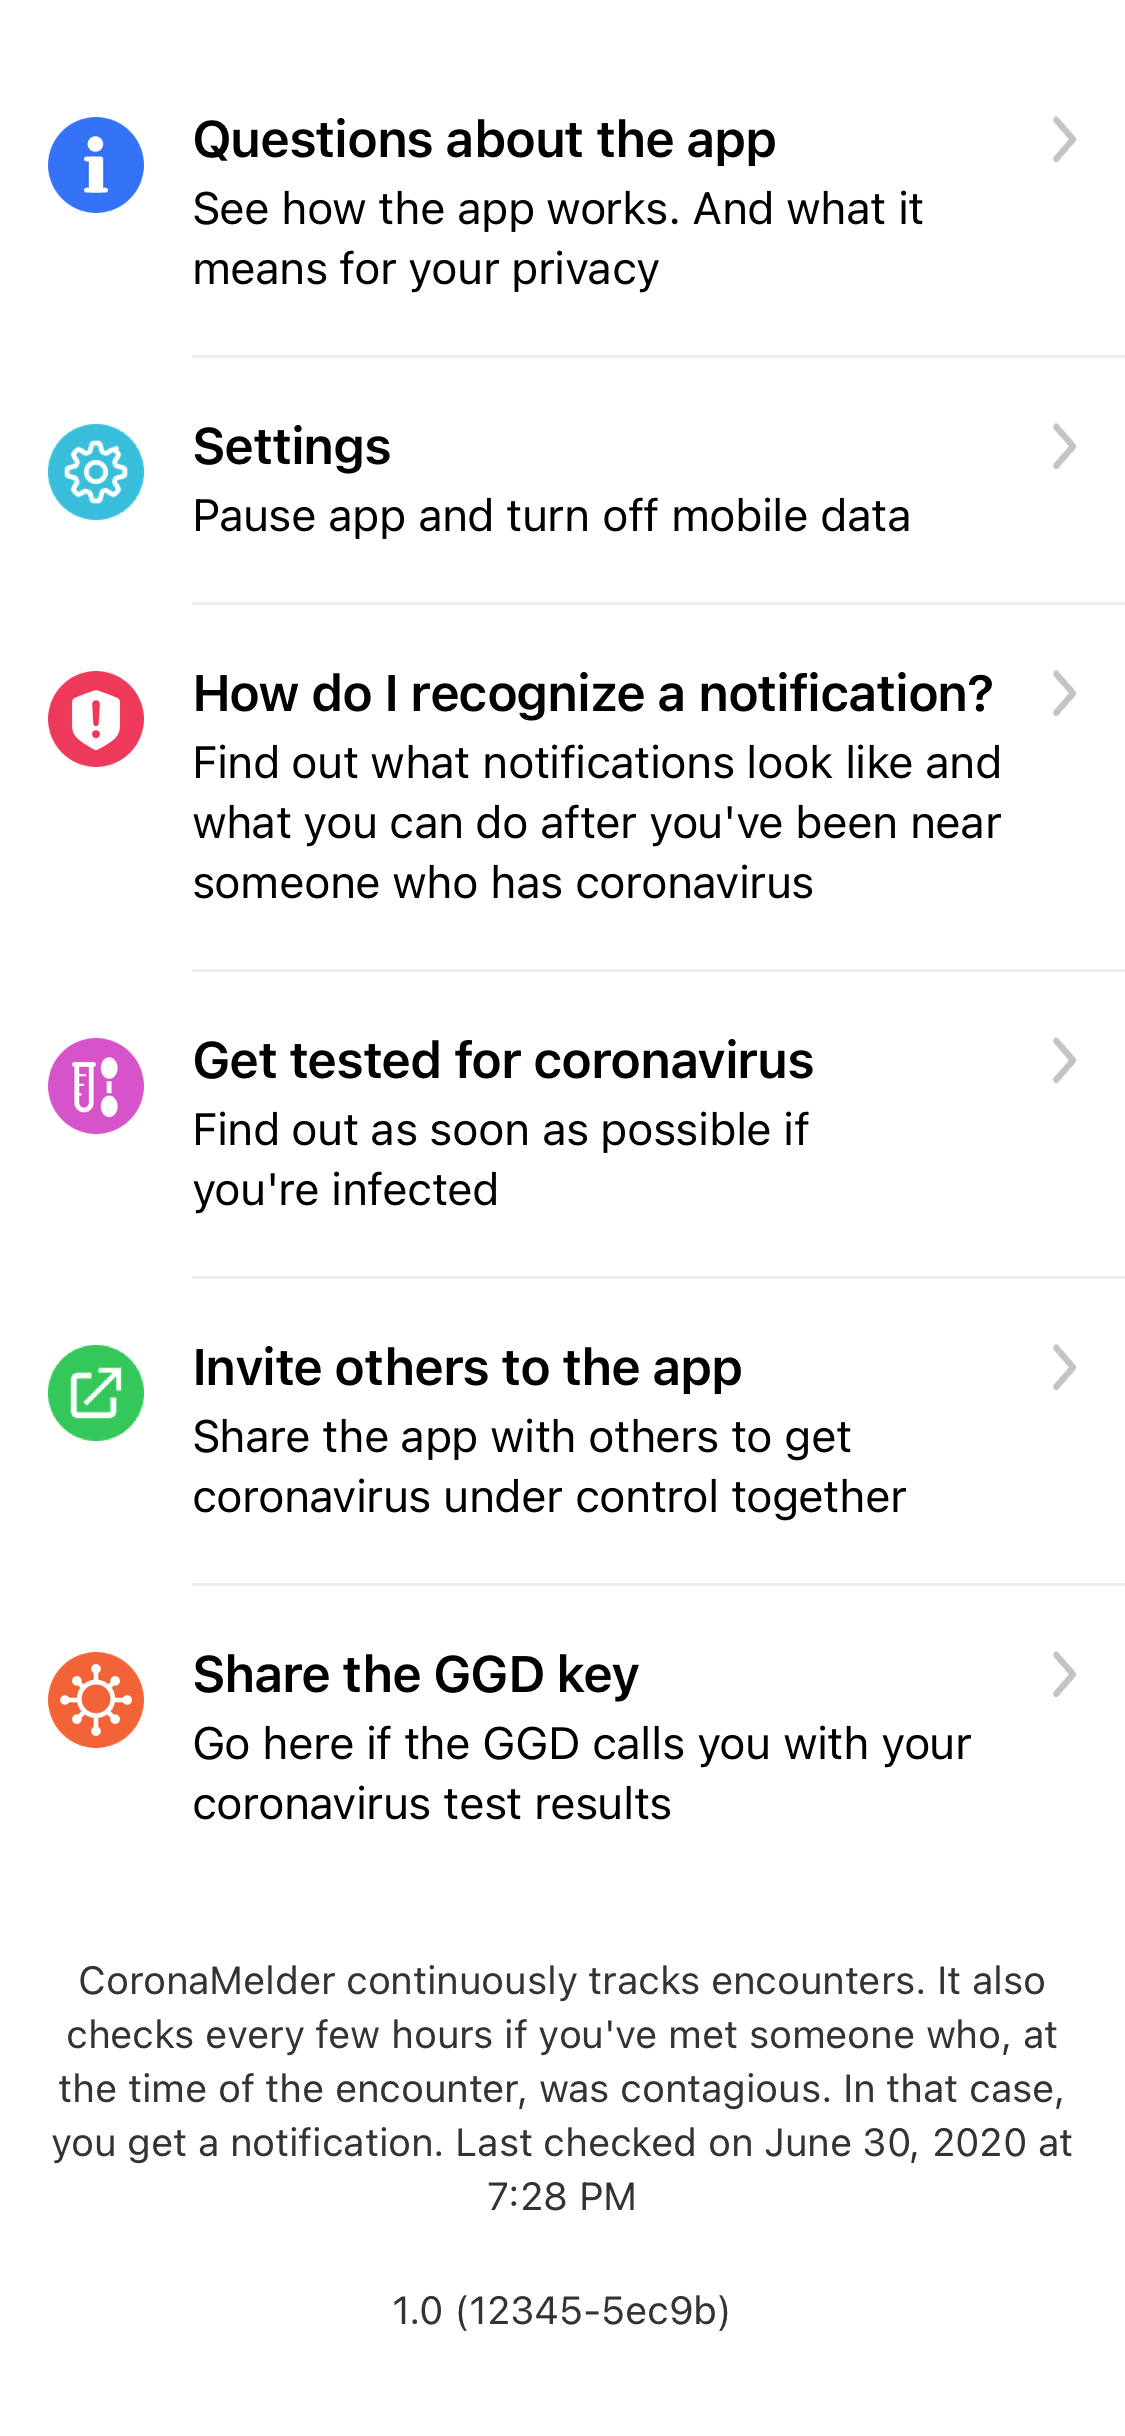 Questions about the app
See how the app works. And what it
means for your privacy
Settings
Pause app and turn off mobile data
How do I recognize a notification?
Find out what notifications look like and
what you can do after you've been near
someone who has coronavirus
Get tested for coronavirus
Find out as soon as possible if
you're infected
Invite others to the app
Share the app with others to get
coronavirus under control together
Share the GGD key
Go here if the GGD calls you with your
coronavirus test results
CoronaMelder continuously tracks encounters. It also
checks every few hours if you've met someone who, at
the time of the encounter, was contagious. In that case,
you get a notification. Last checked on June 30, 2020 at
7:28 PM
1.0 (12345-5ec9b)